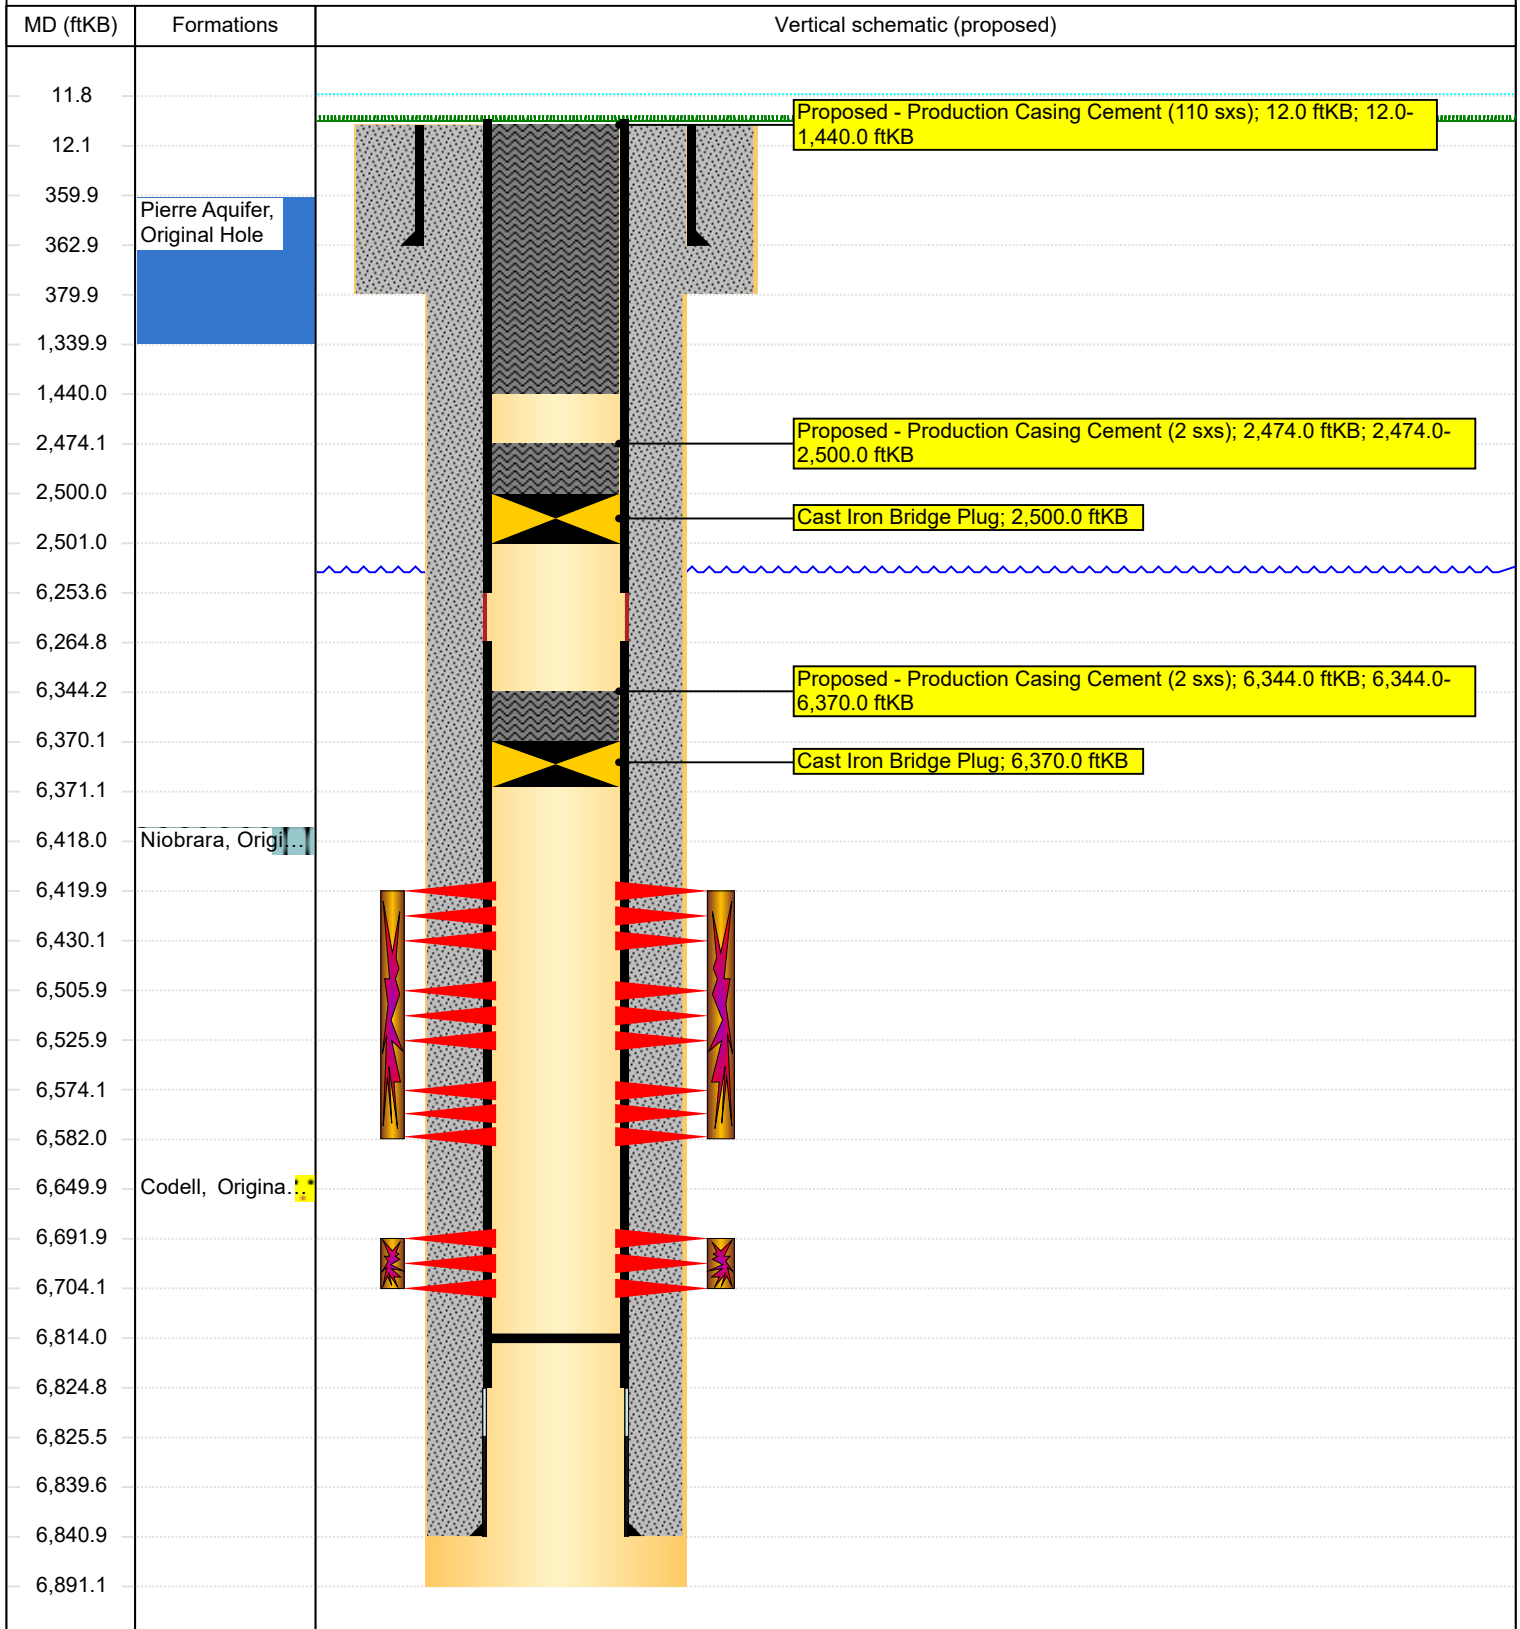 MD (ftKB)
Formations
Vertical schematic (proposed)
11.8
Proposed - Production Casing Cement (110 sxs); 12.0 ftKB; 12.0-
1,440.0 ftKB
12.1
359.9
Pierre Aquifer,
Original Hole
362.9
379.9
1,339.9
1,440.0
2,474.1
Proposed - Production Casing Cement (2 sxs); 2,474.0 ftKB; 2,474.0-
2,500.0 ftKB
2,500.0
Cast Iron Bridge Plug; 2,500.0 ftKB
2,501.0
6,253.6
6,264.8
6,344.2
Proposed - Production Casing Cement (2 sxs); 6,344.0 ftKB; 6,344.0-
6,370.0 ftKB
6,370.1
Cast Iron Bridge Plug; 6,370.0 ftKB
6,371.1
6,418.0
Niobrara, Origi...
6,419.9
6,430.1
6,505.9
6,525.9
6,574.1
6,582.0
6,649.9
Codell, Origina...
6,691.9
6,704.1
6,814.0
6,824.8
6,825.5
6,839.6
6,840.9
6,891.1